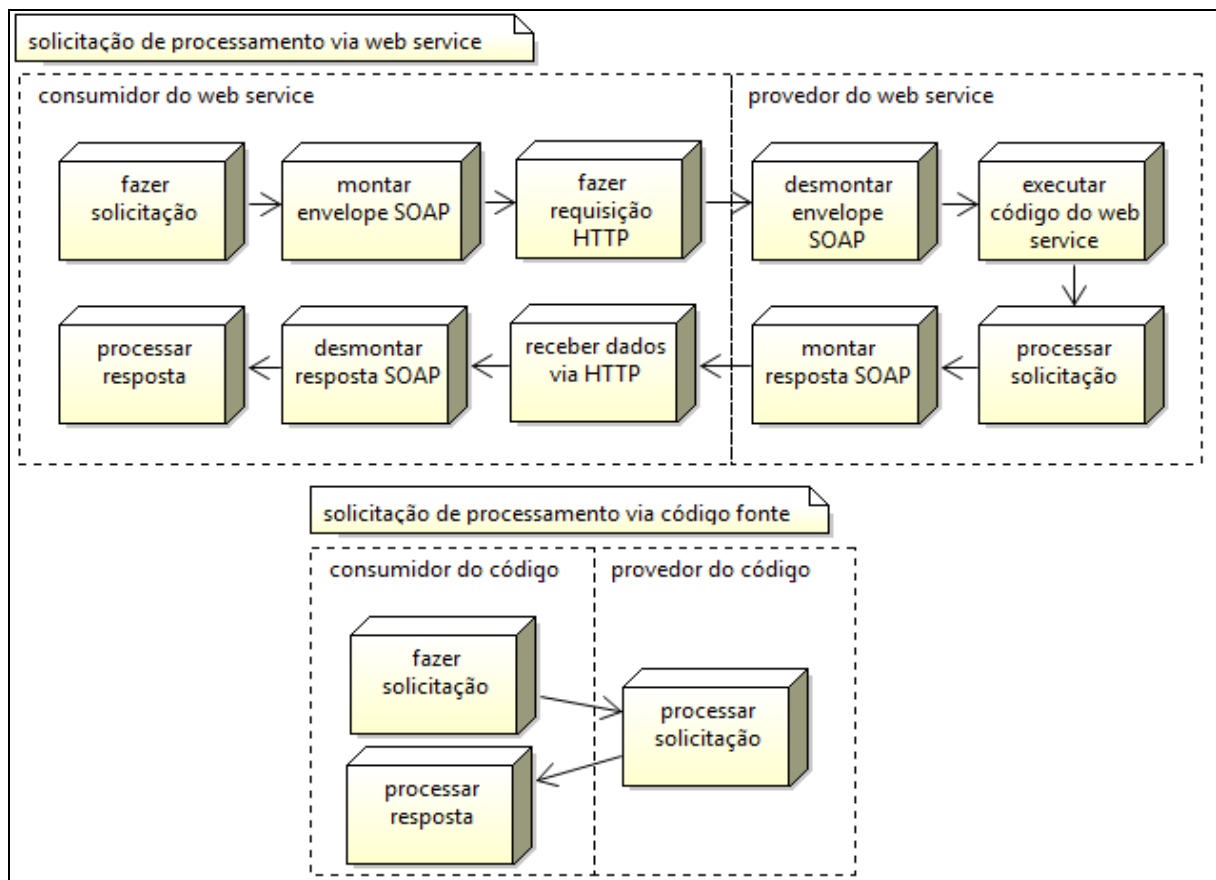 solicitação de processamento via web service
consumidor do web service
provedor do web service
fazer
solicitação
montar
envelope SOAP
fazer
requisição
HTTP
desmontar
envelope
SOAP
executar
código do web
service
processar
resposta
desmontar
resposta SOAP
receber dados
via HTTP
montar
resposta SOAP
processar
solicitação
solicitação de processamento via código fonte
consumidor do código
provedor do código
fazer
solicitação
processar
solicitação
processar
resposta